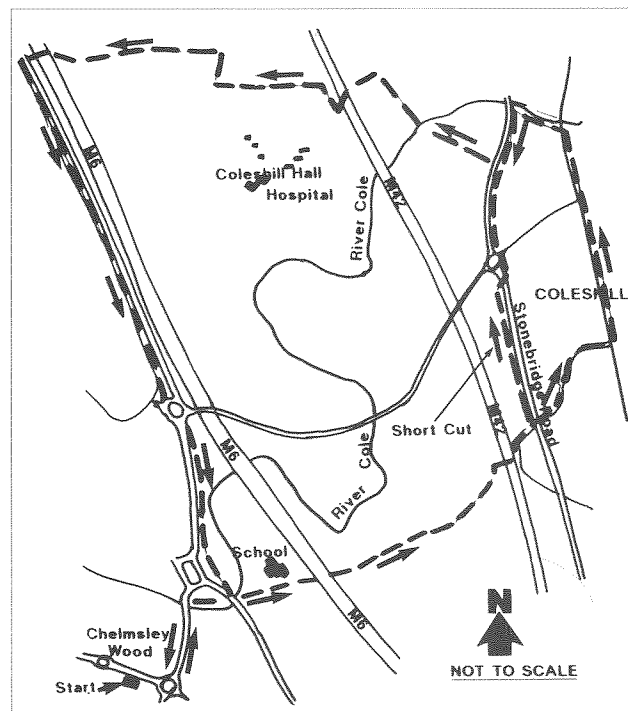 M6
Coleshill Hall
Hospital
River Cole
M42
COLESHILL
Stonebridge Road
Short Cut
M42
M6
River Cole
School
M6
Chelmsley
Wood
Start
N
NOT TO SCALE